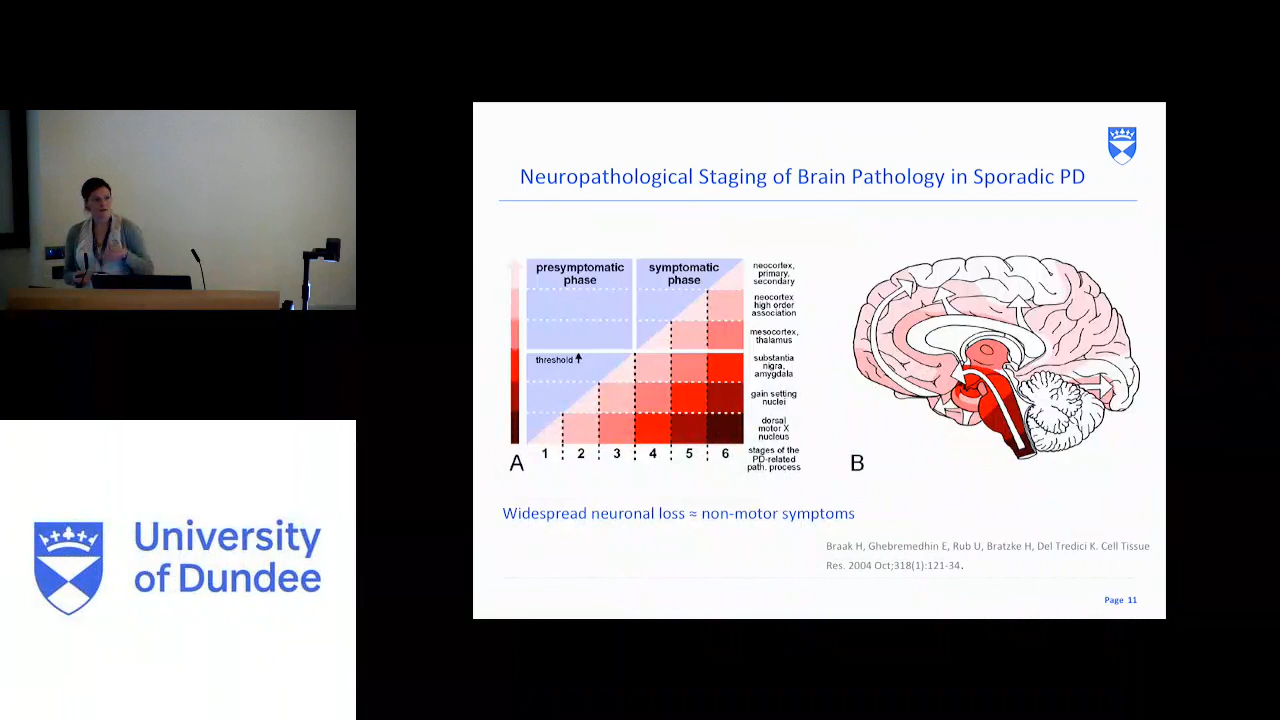 University
of Dundee
Neuropathological Staging of Brain Pathology in Sporadic PD
presymptomatic
phase
symptomatic
phase
threshold
neocortex,
primary,
secondary
neocortex
high order
association
mesocortex,
thalamus
substantia
nigra,
amygdala
gain setting
nuclei
dorsal
motor X
nucleus
1 2 3 4 5 6
stages of the
PD-related
path. process
A
B
Widespread neuronal loss ≈ non-motor symptoms
Braak H, Ghebremedhin E, Rub U, Bratzke H, Del Tredici K. Cell Tissue
Res. 2004 Oct;318(1):121-34.
Page 11